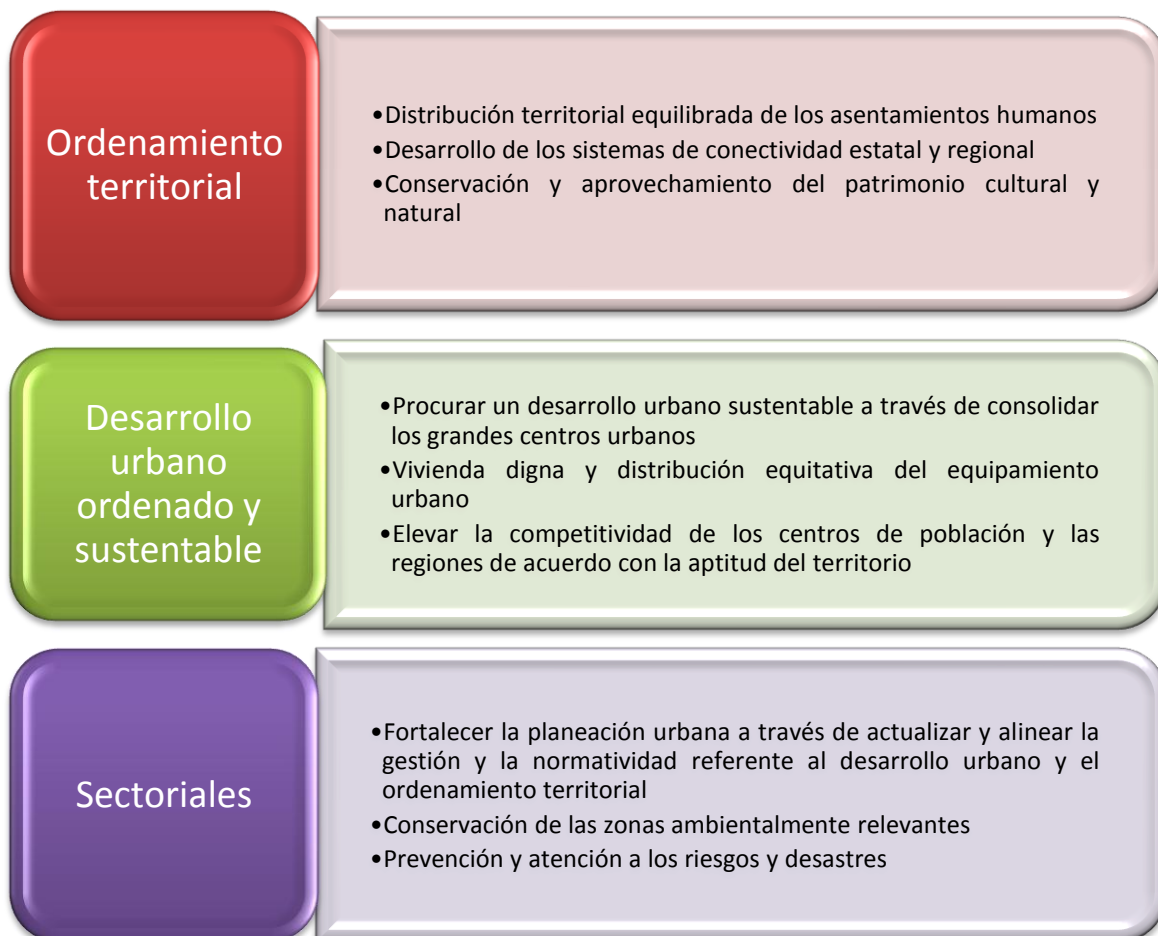 Ordenamiento
territorial
•Distribución territorial equilibrada de los asentamientos humanos
•Desarrollo de los sistemas de conectividad estatal y regional
•Conservación y aprovechamiento del patrimonio cultural y
natural
Desarrollo
urbano
ordenado y
sustentable
•Procurar un desarrollo urbano sustentable a través de consolidar
los grandes centros urbanos
•Vivienda digna y distribución equitativa del equipamiento
urbano
•Elevar la competitividad de los centros de población y las
regiones de acuerdo con la aptitud del territorio
Sectoriales
•Fortalecer la planeación urbana a través de actualizar y alinear la
gestión y la normatividad referente al desarrollo urbano y el
ordenamiento territorial
•Conservación de las zonas ambientalmente relevantes
•Prevención y atención a los riesgos y desastres